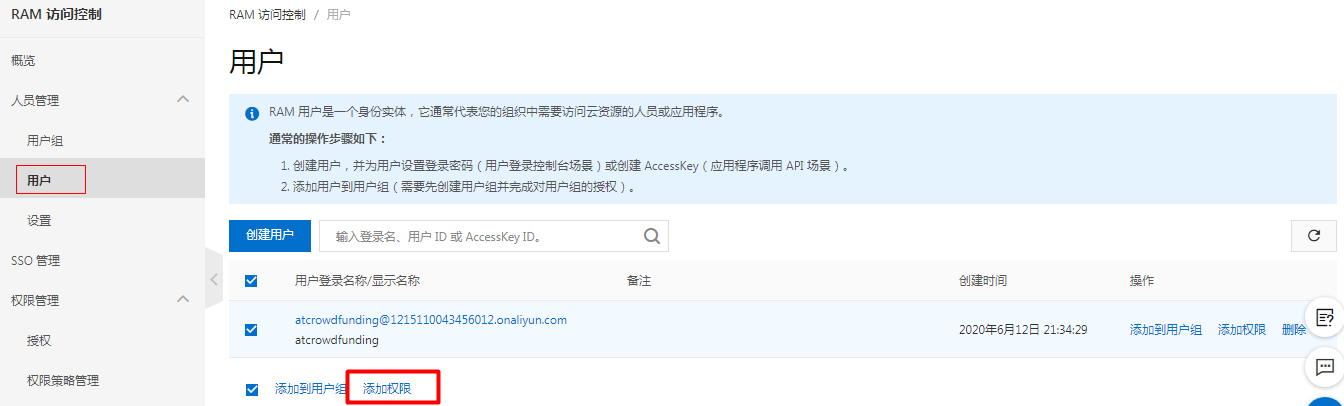 RAM 访问控制
概览
人员管理
用户组
用户
设置
SSO 管理
权限管理
授权
权限策略管理
RAM 访问控制 / 用户
用户
RAM 用户是一个身份实体，它通常代表您的组织中需要访问云资源的人员或应用程序。
通常的操作步骤如下：
1. 创建用户，并为用户设置登录密码（用户登录控制台场景）或创建 AccessKey（应用程序调用 API 场景）。
2. 添加用户到用户组（需要先创建用户组并完成对用户组的授权）。
创建用户 输入登录名、用户 ID 或 AccessKey ID。
用户登录名称/显示名称 备注 创建时间 操作
atcrowdfunding@1215110043456012.onaliyun.com
atcrowdfunding
2020年6月12日 21:34:29 添加到用户组 添加权限 删除
添加到用户组 添加权限